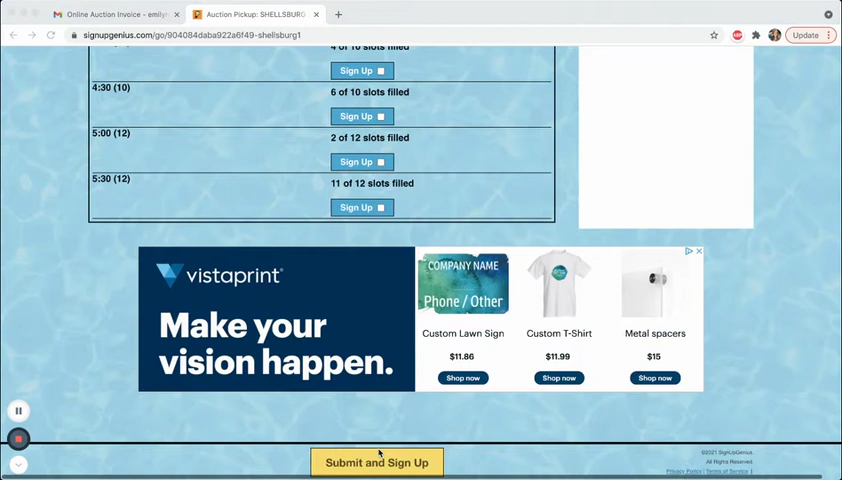 Online Auction Invoice - emilyn
Auction Pickup: SHELLSBURG
signupgenius.com/go/904084daba922a6f49-shellsburg1
ABP
Update
4 of 10 slots filled
Sign Up
4:30 (10)
6 of 10 slots filled
Sign Up
5:00 (12)
2 of 12 slots filled
Sign Up
5:30 (12)
11 of 12 slots filled
Sign Up
vistaprint
Make your
vision happen.
COMPANY NAME
Phone / Other
Custom Lawn Sign
$11.86
Shop now
Custom T-Shirt
$11.99
Shop now
Metal spacers
$15
Shop now
Submit and Sign Up
©2021 SignUpGenius.
All Rights Reserved.
Privacy Policy | Terms of Service |